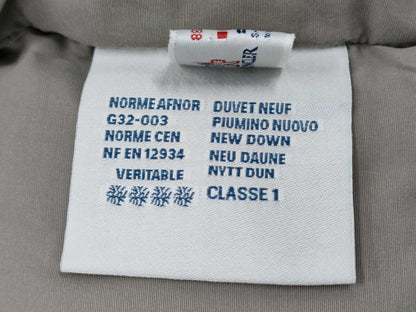 NORME AFNOR
G32-003
NORME CEN
NF EN 12934
VERITABLE
DUVET NEUF
PIUMINO NUOVO
NEW DOWN
NEU DAUNE
NYTT DUN
CLASSE 1